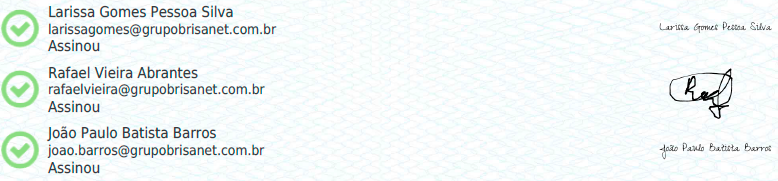 Larissa Gomes Pessoa Silva
larissagomes@grupobrisanet.com.br
Assinou
Larissa Gomes Pessoa Silva
Rafael Vieira Abrantes
rafaelvieira@grupobrisanet.com.br
Assinou
João Paulo Batista Barros
joao.barros@grupobrisanet.com.br
Assinou
João Paulo Batista Barros